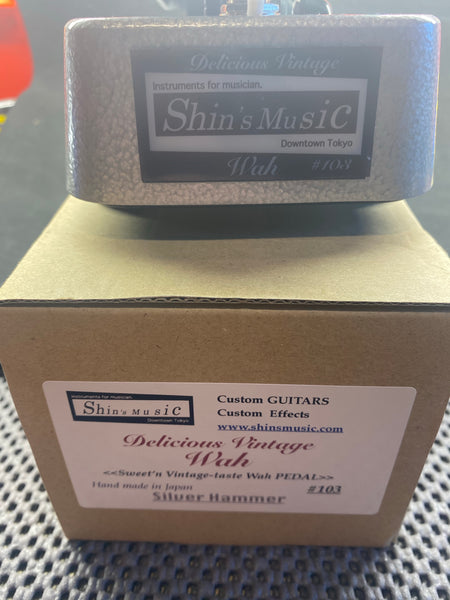 Delicious Vintage
Instruments for musician.
Shin's Music
Downtown Tokyo
Wah #103
Instruments for musician.
Shin's Music
Downtown Tokyo
Custom GUITARS
Custom Effects
www.shinsmusic.com
Delicious Vintage
Wah
<<Sweet'n Vintage-taste Wah PEDAL>>
Hand made in Japan #103
Silver Hammer